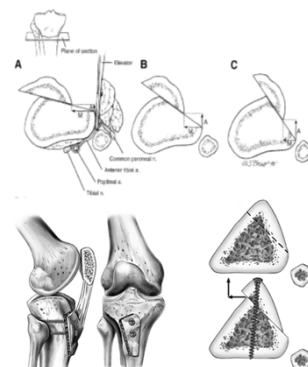 Plane of section
A
B
C
Elevator
M
A
M
A
M
Common peroneal n.
Anterior tibial a.
Popliteal a.
Tibial n.